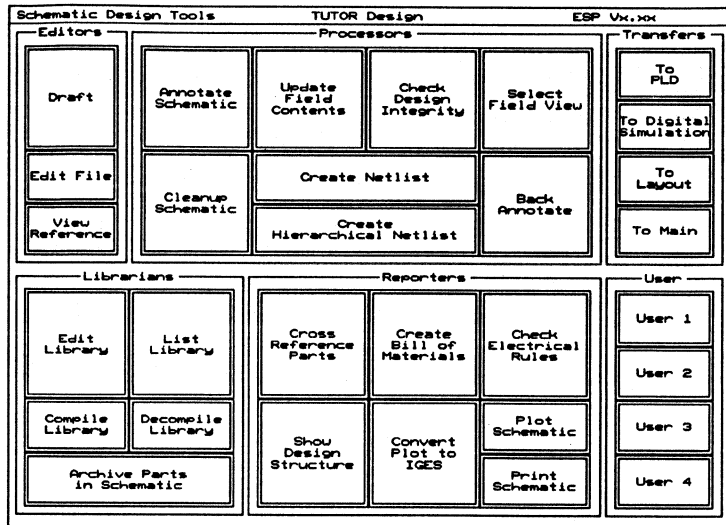 Schematic Design Tools TUTOR Design ESP Vx.xx
Editors
Draft
Edit File
View
Reference
Processors
Annotate
Schematic
Update
Field
Contents
Check
Design
Integrity
Select
Field View
Cleanup
Schematic
Create Netlist
Create
Hierarchical Netlist
Back
Annotate
Transfers
To
PLD
To Digital
Simulation
To
Layout
To Main
Librarians
Edit
Library
List
Library
Compile
Library
Decompile
Library
Archive Parts
in Schematic
Reporters
Cross
Reference
Parts
Create
Bill of
Materials
Check
Electrical
Rules
Show
Design
Structure
Convert
Plot to
IGES
Plot
Schematic
Print
Schematic
User
User 1
User 2
User 3
User 4